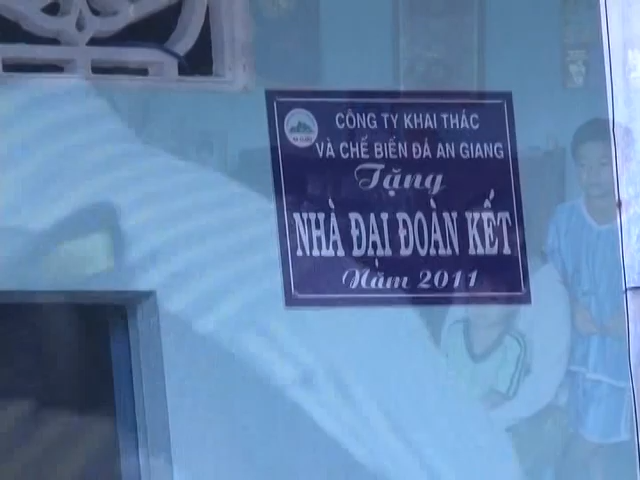 CÔNG TY KHAI THÁC
VÀ CHẾ BIẾN ĐÁ AN GIANG
Tặng
NHÀ ĐẠI ĐOÀN KẾT
Năm 2011